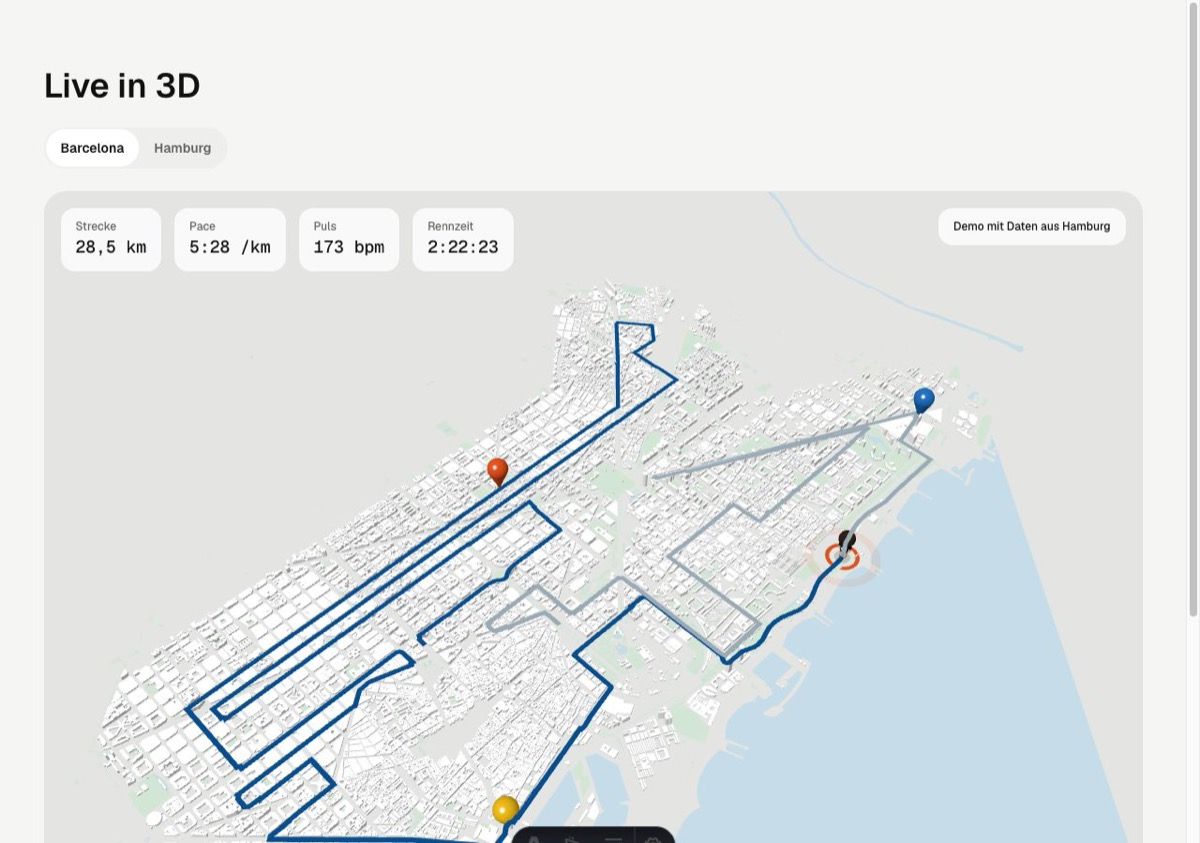 Live in 3D
Barcelona
Hamburg
Strecke
28,5 km
Pace
5:28 /km
Puls
173 bpm
Rennzeit
2:22:23
Demo mit Daten aus Hamburg